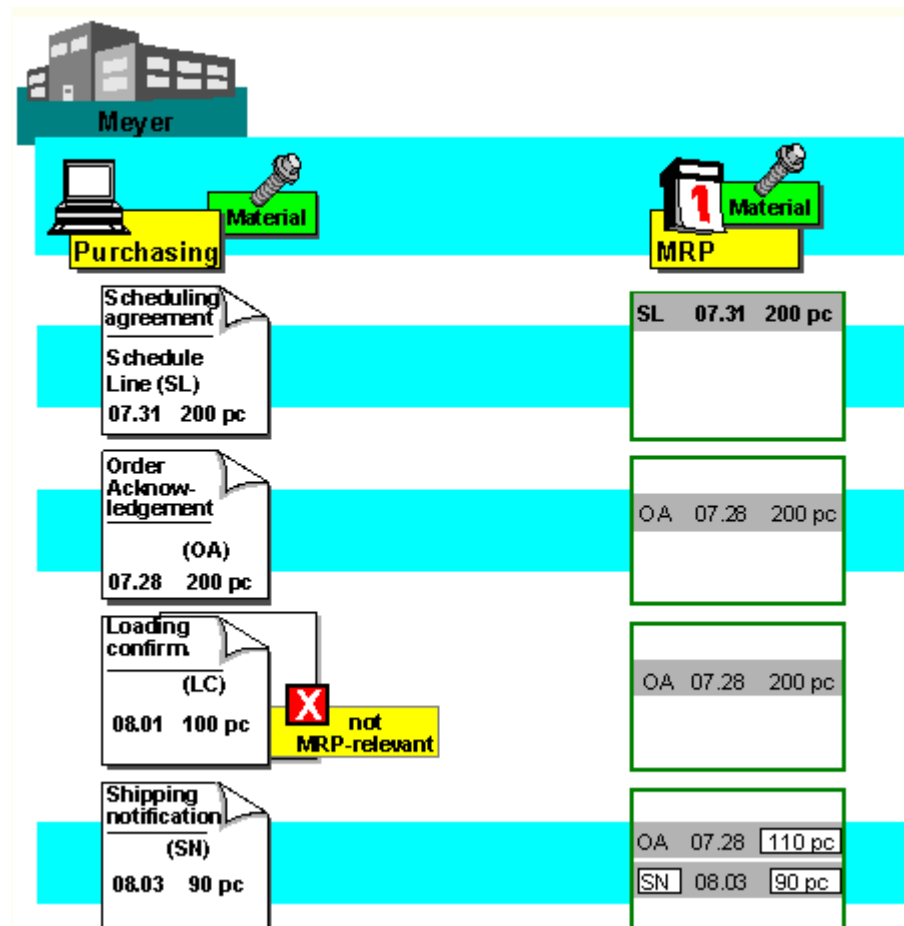 Meyer
Material
Purchasing
1
Material
MRP
Scheduling
agreement
Schedule
Line (SL)
07.31 200 pc
SL 07.31 200 pc
Order
Acknow-
ledgement
(OA)
07.28 200 pc
OA 07.28 200 pc
Loading
confirm.
(LC)
08.01 100 pc
X
not
MRP-relevant
OA 07.28 200 pc
Shipping
notification
(SN)
08.03 90 pc
OA 07.28 110 pc
SN 08.03 90 pc